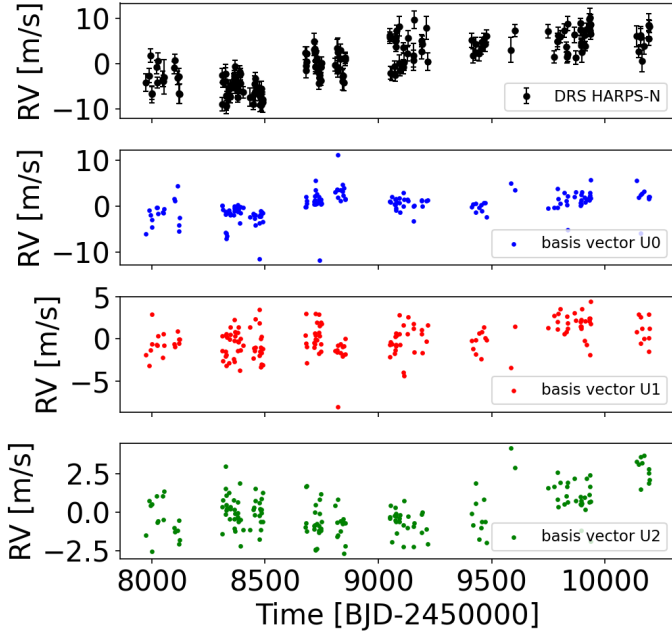 RV [m/s]
10
0
−10
DRS HARPS-N
RV [m/s]
10
0
−10
basis vector U0
RV [m/s]
5
0
−5
basis vector U1
RV [m/s]
2.5
0.0
−2.5
basis vector U2
8000 8500 9000 9500 10000
Time [BJD-2450000]